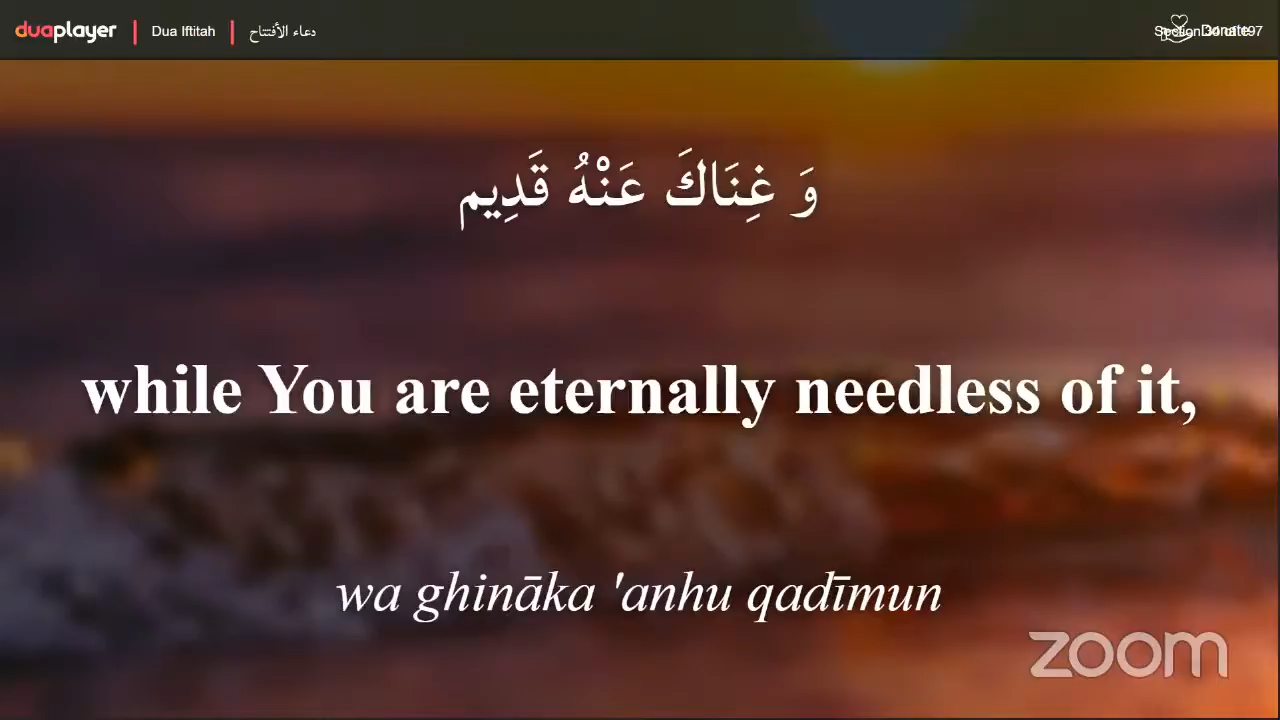 duaplayer | Dua Iftitah | دعاء الأفتتاح
Donate
وَ غِنَاكَ عَنْهُ قَدِيم
while You are eternally needless of it,
wa ghināka 'anhu qadīmun
zoom